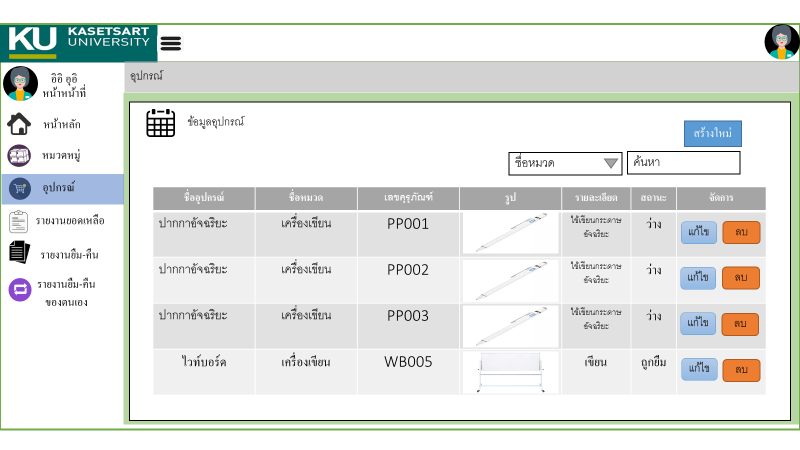 KU KASETSART
UNIVERSITY
อิอิ อุอิ
หน้าหน้าที่
หน้าหลัก
หมวดหมู่
อุปกรณ์
รายงานยอดเหลือ
รายงานยืม-คืน
รายงานยืม-คืน
ของตนเอง
อุปกรณ์
ข้อมูลอุปกรณ์
สร้างใหม่
ชื่อหมวด ค้นหา
ชื่ออุปกรณ์ ชื่อหมวด เลขครุภัณฑ์ รูป รายละเอียด สถานะ จัดการ
ปากกาอัจฉริยะ เครื่องเขียน PP001 ใช้เขียนกระดาษ ว่าง แก้ไข ลบ
อัจฉริยะ
ปากกาอัจฉริยะ เครื่องเขียน PP002 ใช้เขียนกระดาษ ว่าง แก้ไข ลบ
อัจฉริยะ
ปากกาอัจฉริยะ เครื่องเขียน PP003 ใช้เขียนกระดาษ ว่าง แก้ไข ลบ
อัจฉริยะ
ไวท์บอร์ด เครื่องเขียน WB005 เขียน ถูกยืม แก้ไข ลบ